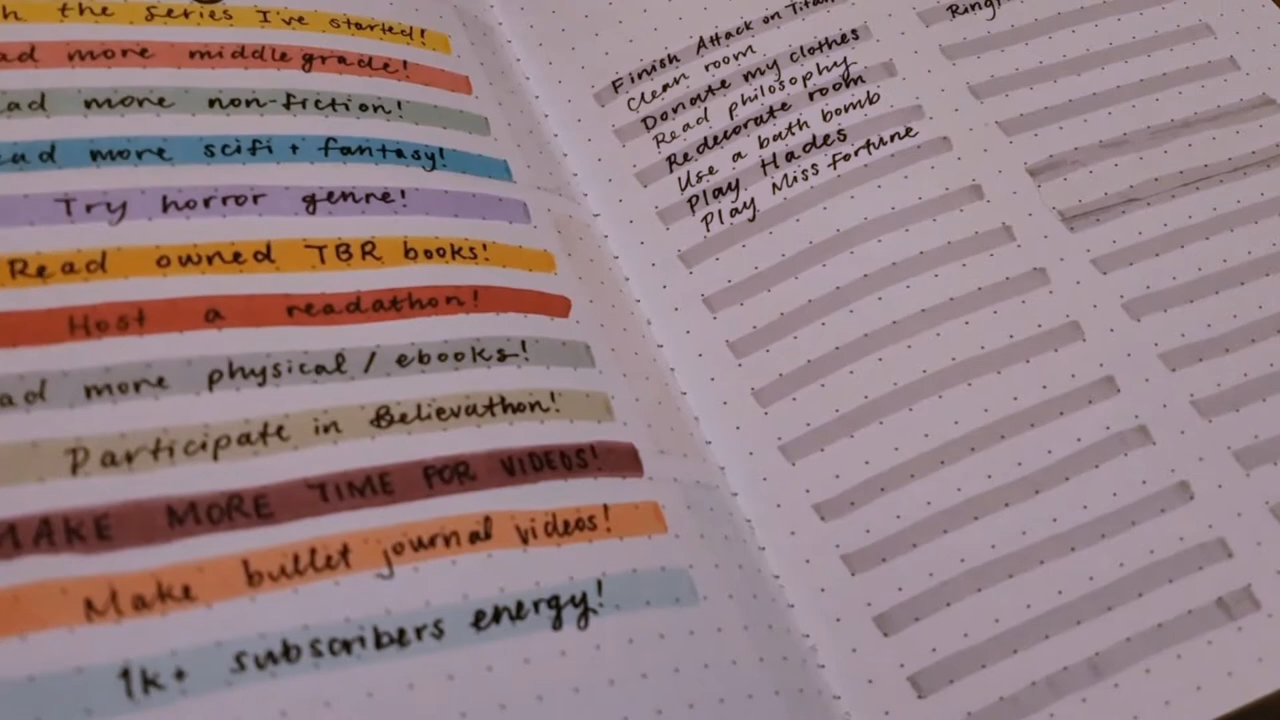 the series I've started!
more middle grade!
more non-fiction!
more scifi + fantasy!
Try horror genre!
Read owned TBR books!
Host a readathon!
more physical / ebooks!
Participate in Believathon!
MAKE MORE TIME FOR VIDEOS!
Make bullet journal videos!
1k+ subscribers energy!
Finish Attack on Titan
Clean room
Donate my clothes
Read philosophy
Redecorate room
Use a bath bomb
Play Hades
Play Miss Fortune